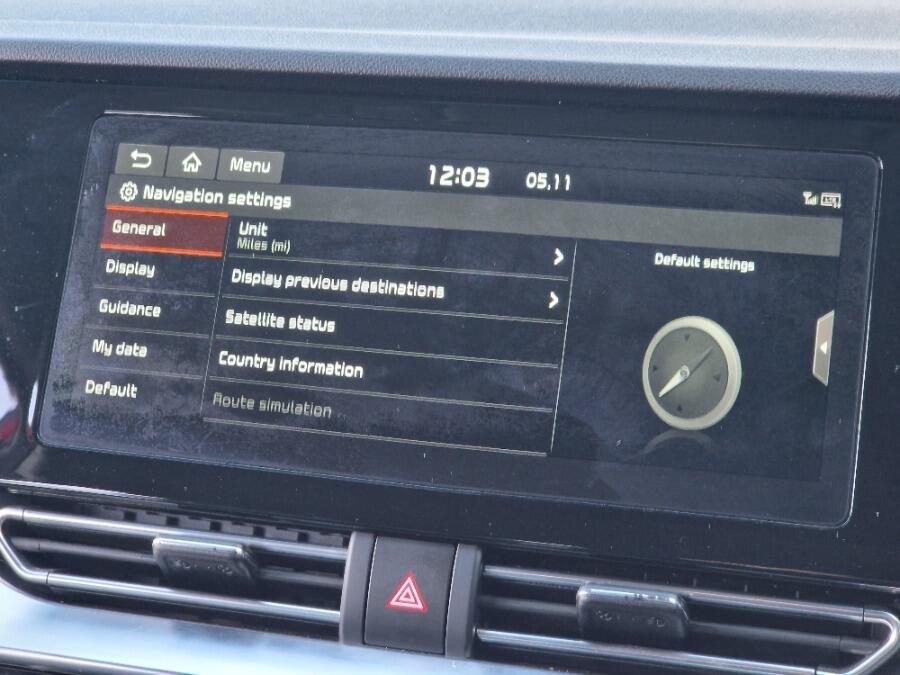 Menu
12:03
05.11
Navigation settings
General
Unit
Miles (mi)
Default settings
Display
Display previous destinations
Guidance
Satellite status
My data
Country information
Default
Route simulation